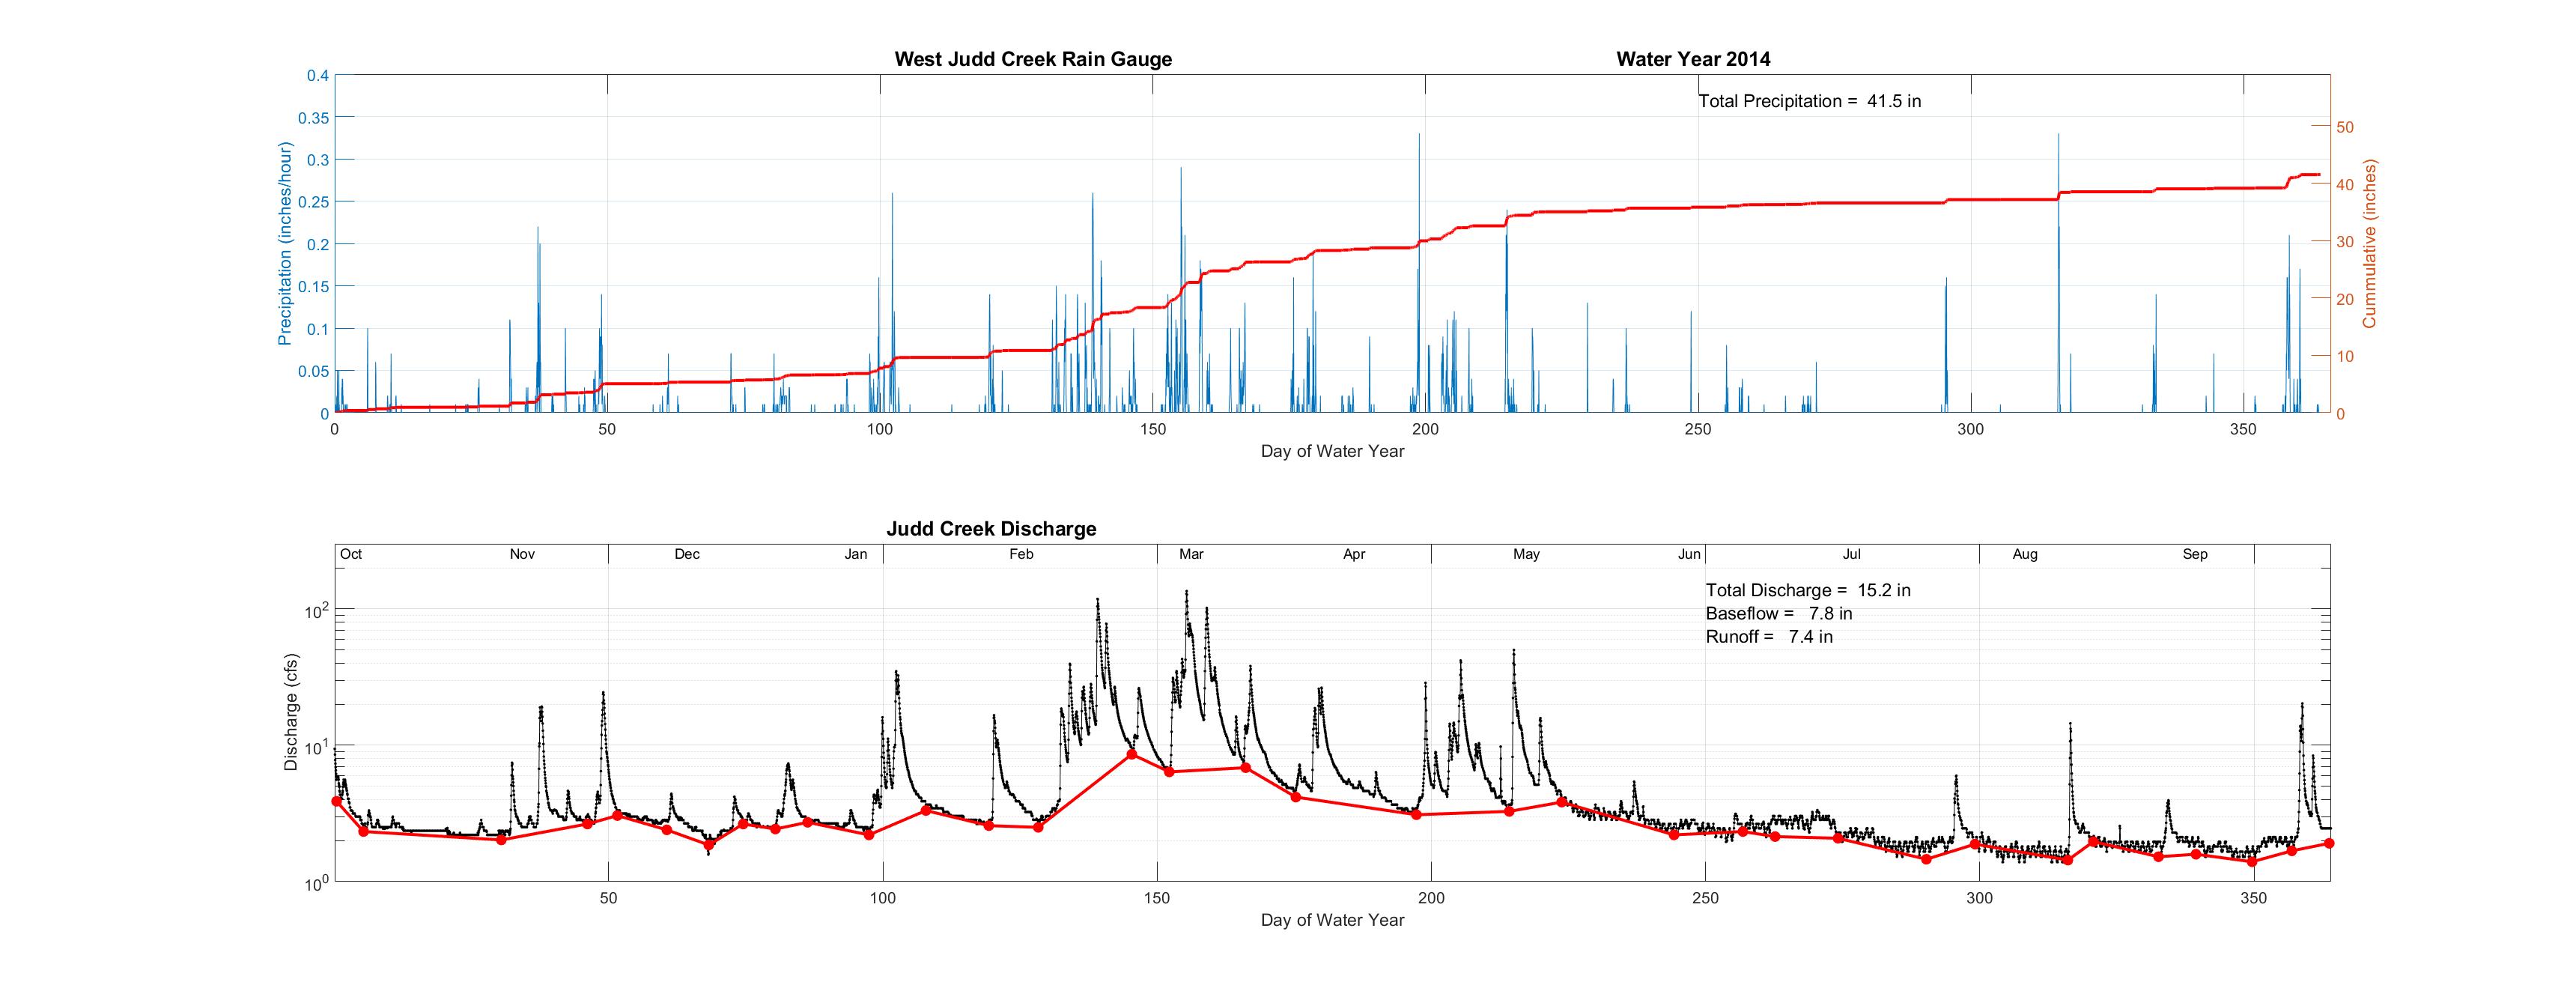 West Judd Creek Rain Gauge
Water Year 2014
Total Precipitation =  41.5 in
Precipitation (inches/hour)
0.4
0.35
0.3
0.25
0.2
0.15
0.1
0.05
0
50
40
30
20
10
0
Cummulative (inches)
0 50 100 150 200 250 300 350
Day of Water Year
Judd Creek Discharge
Oct Nov Dec Jan Feb Mar Apr May Jun Jul Aug Sep
Total Discharge =  15.2 in
Baseflow =   7.8 in
Runoff =   7.4 in
Discharge (cfs)
10²
10¹
10⁰
50 100 150 200 250 300 350
Day of Water Year